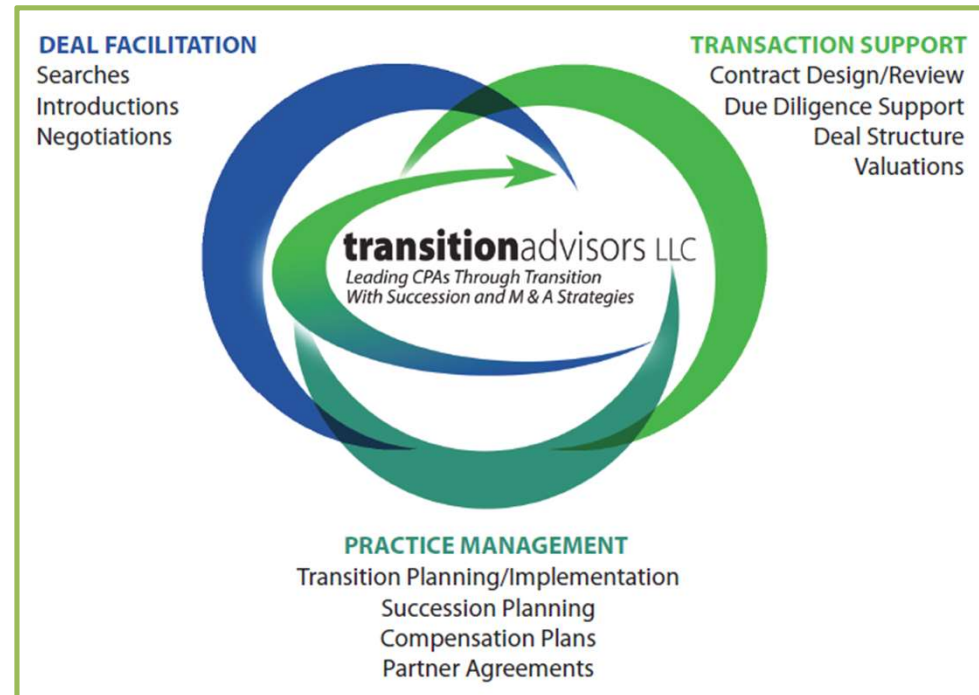 DEAL FACILITATION
Searches
Introductions
Negotiations
TRANSACTION SUPPORT
Contract Design/Review
Due Diligence Support
Deal Structure
Valuations
transitionadvisors LLC
Leading CPAs Through Transition
With Succession and M & A Strategies
PRACTICE MANAGEMENT
Transition Planning/Implementation
Succession Planning
Compensation Plans
Partner Agreements